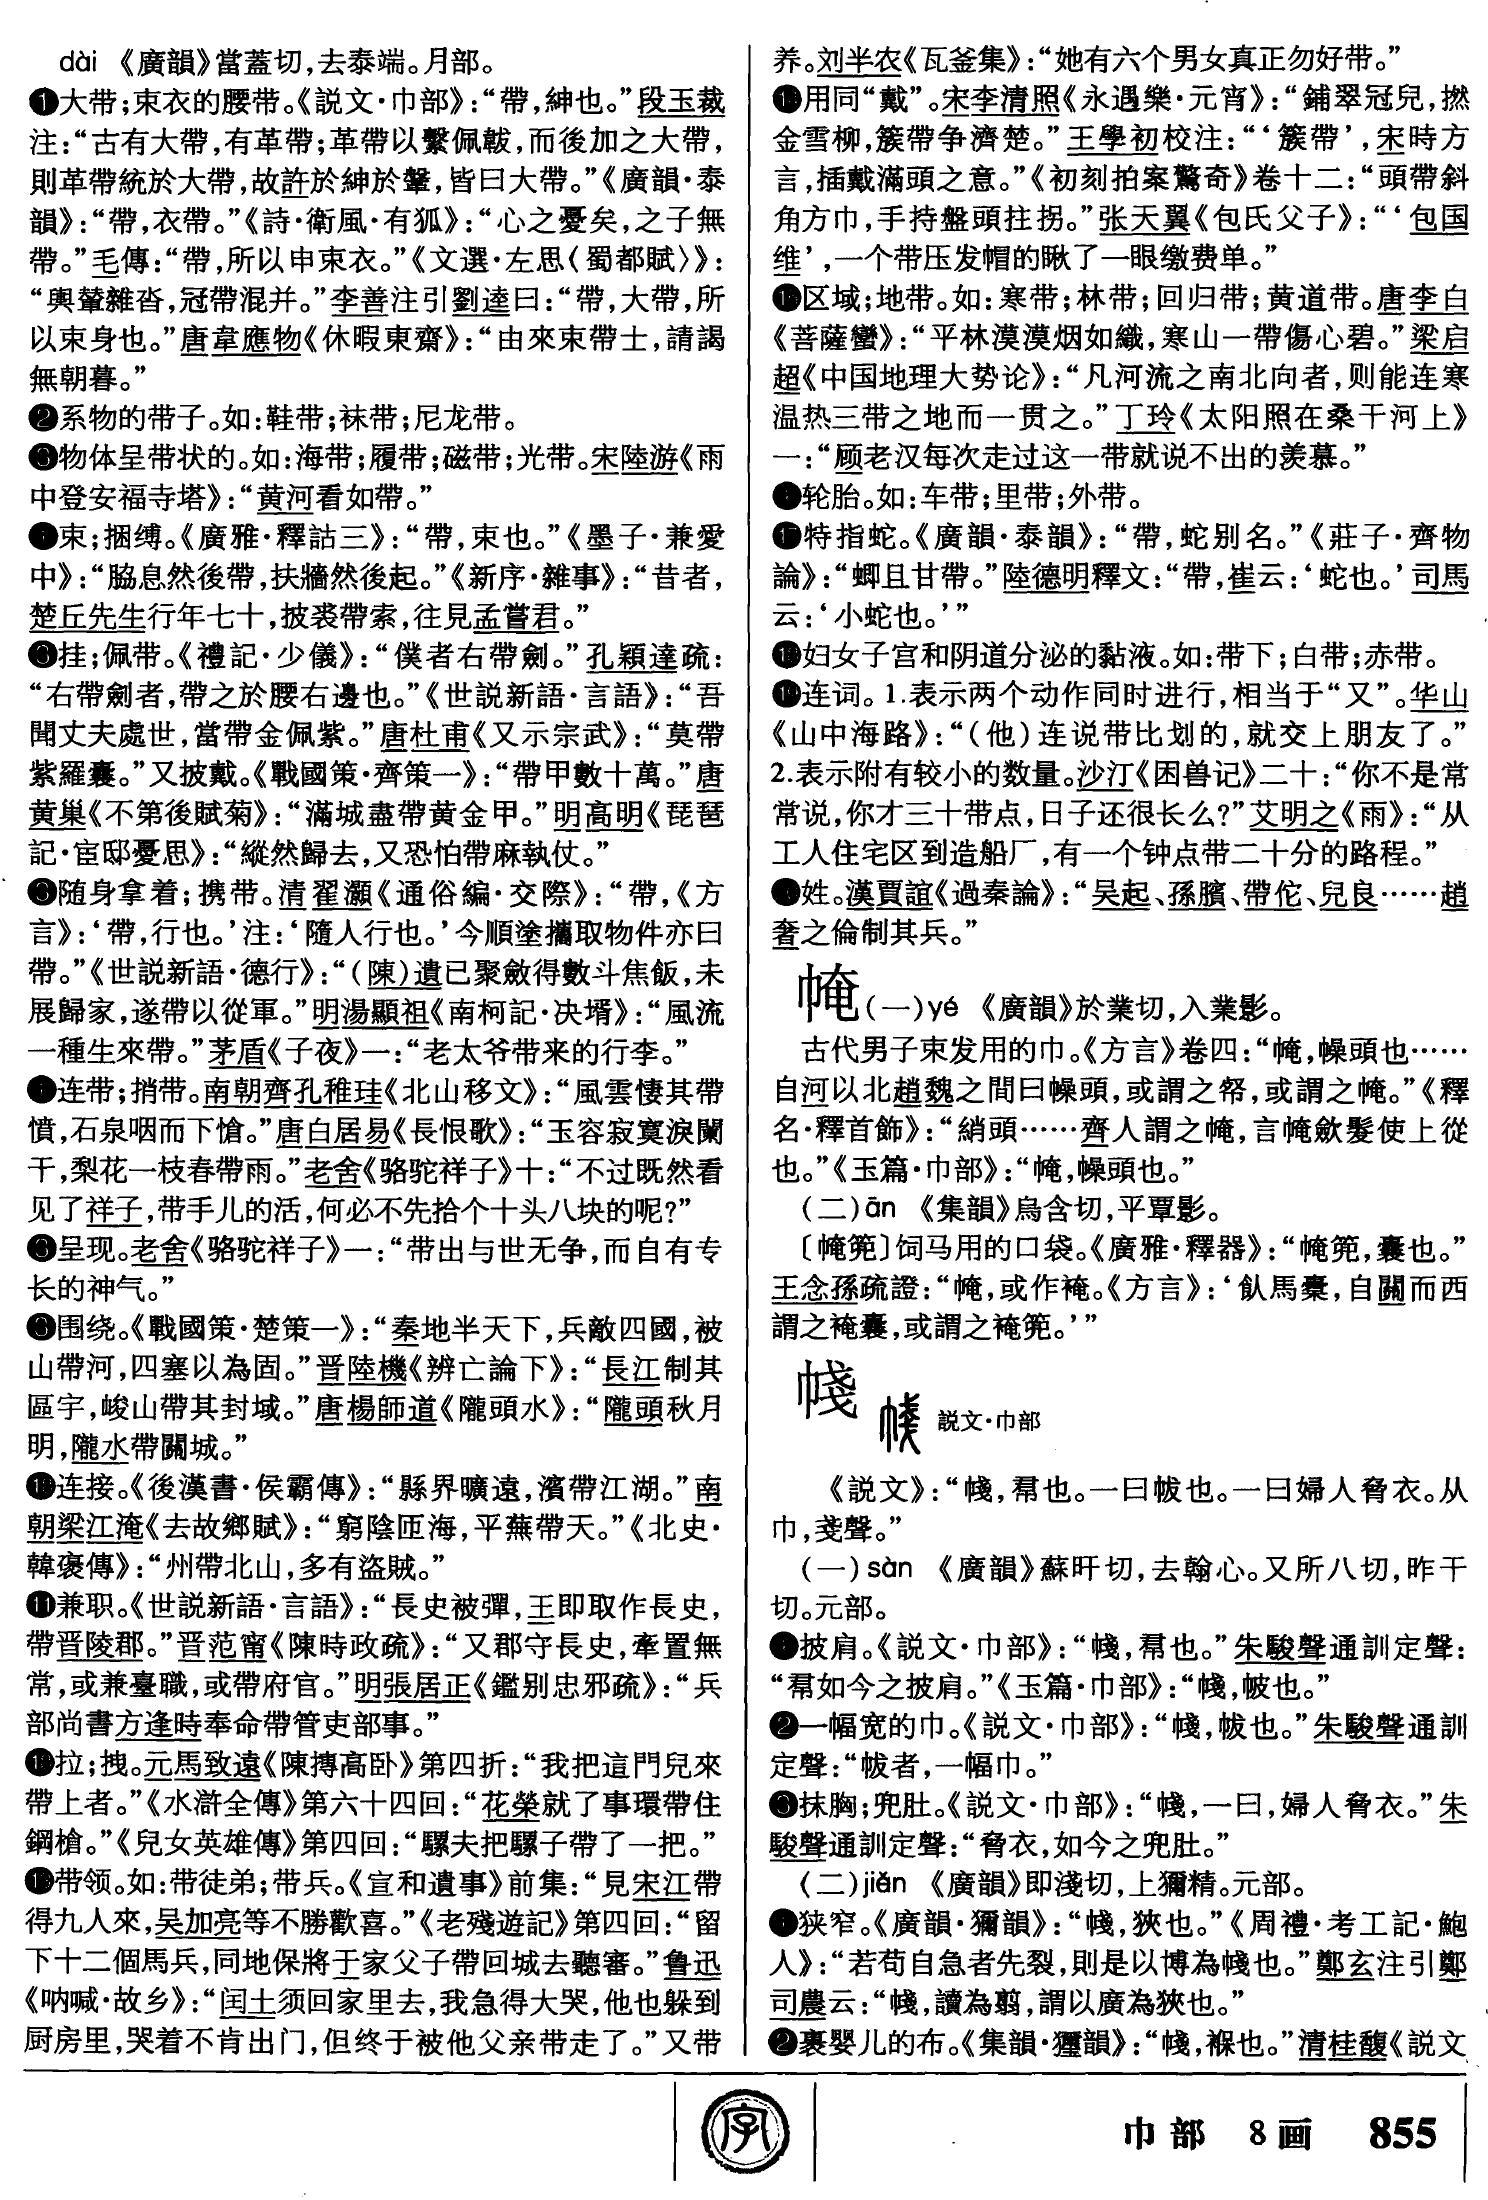 dài 《廣韻》當蓋切,去泰端。月部。
❶大带;束衣的腰带。《説文·巾部》:“帶,紳也。”段玉裁
注:“古有大帶,有革帶;革帶以繫佩韍,而後加之大帶,
則革帶統於大帶,故許於紳於鞶,皆曰大帶。”《廣韻·泰
韻》:“帶,衣帶。”《詩·衛風·有狐》:“心之憂矣,之子無
帶。”毛傳:“帶,所以申束衣。”《文選·左思〈蜀都賦〉》:
“輿輦雜沓,冠帶混并。”李善注引劉逵曰:“帶,大帶,所
以束身也。”唐韋應物《休暇東齋》:“由來束帶士,請謁
無朝暮。”
❷系物的带子。如:鞋带;袜带;尼龙带。
❸物体呈带状的。如:海带;履带;磁带;光带。宋陸游《雨
中登安福寺塔》:“黄河看如帶。”
❹束;捆缚。《廣雅·釋詁三》:“帶,束也。”《墨子·兼愛
中》:“脇息然後帶,扶牆然後起。”《新序·雜事》:“昔者,
楚丘先生行年七十,披裘帶索,往見孟嘗君。”
❺挂;佩带。《禮記·少儀》:“僕者右帶劍。”孔穎達疏:
“右帶劍者,帶之於腰右邊也。”《世説新語·言語》:“吾
聞丈夫處世,當帶金佩紫。”唐杜甫《又示宗武》:“莫帶
紫羅囊。”又披戴。《戰國策·齊策一》:“帶甲數十萬。”唐
黄巢《不第後賦菊》:“滿城盡帶黄金甲。”明高明《琵琶
記·宦邸憂思》:“縱然歸去,又恐怕帶麻執仗。”
❻随身拿着;携带。清翟灝《通俗編·交際》:“帶,《方
言》:‘帶,行也。’注:‘隨人行也。’今順塗攜取物件亦曰
帶。”《世説新語·德行》:“(陳)遺已聚斂得數斗焦飯,未
展歸家,遂帶以從軍。”明湯顯祖《南柯記·决壻》:“風流
一種生來帶。”茅盾《子夜》一:“老太爷带来的行李。”
❼连带;捎带。南朝齊孔稚珪《北山移文》:“風雲悽其帶
憤,石泉咽而下愴。”唐白居易《長恨歌》:“玉容寂寞淚闌
干,梨花一枝春帶雨。”老舍《骆驼祥子》十:“不过既然看
见了祥子,带手儿的活,何必不先拾个十头八块的呢?”
❽呈现。老舍《骆驼祥子》一:“带出与世无争,而自有专
长的神气。”
❾围绕。《戰國策·楚策一》:“秦地半天下,兵敵四國,被
山帶河,四塞以為固。”晋陸機《辨亡論下》:“長江制其
區宇,峻山帶其封域。”唐楊師道《隴頭水》:“隴頭秋月
明,隴水帶關城。”
❿连接。《後漢書·侯霸傳》:“縣界曠遠,濱帶江湖。”南
朝梁江淹《去故鄉賦》:“窮陰匝海,平蕪帶天。”《北史·
韓褒傳》:“州帶北山,多有盗賊。”
⓫兼职。《世説新語·言語》:“長史被彈,王即取作長史,
帶晋陵郡。”晋范甯《陳時政疏》:“又郡守長史,牽置無
常,或兼臺職,或帶府官。”明張居正《鑑别忠邪疏》:“兵
部尚書方逢時奉命帶管吏部事。”
⓬拉;拽。元馬致遠《陳摶高卧》第四折:“我把這門兒來
帶上者。”《水滸全傳》第六十四回:“花榮就了事環帶住
鋼槍。”《兒女英雄傳》第四回:“騾夫把騾子帶了一把。”
⓭带领。如:带徒弟;带兵。《宣和遺事》前集:“見宋江帶
得九人來,吴加亮等不勝歡喜。”《老殘遊記》第四回:“留
下十二個馬兵,同地保將于家父子帶回城去聽審。”鲁迅
《呐喊·故乡》:“闰土须回家里去,我急得大哭,他也躲到
厨房里,哭着不肯出门,但终于被他父亲带走了。”又带
养。刘半农《瓦釜集》:“她有六个男女真正勿好带。”
⓮用同“戴”。宋李清照《永遇樂·元宵》:“鋪翠冠兒,撚
金雪柳,簇帶争濟楚。”王學初校注:“‘簇带’,宋時方
言,插戴滿頭之意。”《初刻拍案驚奇》卷十二:“頭帶斜
角方巾,手持盤頭拄拐。”张天翼《包氏父子》:“‘包国
维’,一个带压发帽的瞅了一眼缴费单。”
⓯区域;地带。如:寒带;林带;回归带;黄道带。唐李白
《菩薩蠻》:“平林漠漠烟如織,寒山一帶傷心碧。”梁启
超《中国地理大势论》:“凡河流之南北向者,则能连寒
温热三带之地而一贯之。”丁玲《太阳照在桑干河上》
一:“顾老汉每次走过这一带就说不出的羡慕。”
⓰轮胎。如:车带;里带;外带。
⓱特指蛇。《廣韻·泰韻》:“帶,蛇别名。”《莊子·齊物
論》:“蝍且甘帶。”陸德明釋文:“帶,崔云:‘蛇也。’司馬
云:‘小蛇也。’”
⓲妇女子宫和阴道分泌的黏液。如:带下;白带;赤带。
⓳连词。1.表示两个动作同时进行,相当于“又”。华山
《山中海路》:“(他)连说带比划的,就交上朋友了。”
2.表示附有较小的数量。沙汀《困兽记》二十:“你不是常
常说,你才三十带点,日子还很长么?”艾明之《雨》:“从
工人住宅区到造船厂,有一个钟点带二十分的路程。”
⓴姓。漢賈誼《過秦論》:“吴起、孫臏、帶佗、兒良……趙
奢之倫制其兵。”
㡋(一)yé 《廣韻》於業切,入業影。
古代男子束发用的巾。《方言》卷四:“㡋,幧頭也……
自河以北趙魏之間曰幧頭,或謂之帤,或謂之㡋。”《釋
名·釋首飾》:“綃頭……齊人謂之㡋,言㡋斂髮使上從
也。”《玉篇·巾部》:“㡋,幧頭也。”
(二)ān 《集韻》烏含切,平覃影。
〔㡋篼〕饲马用的口袋。《廣雅·釋器》:“㡋篼,囊也。”
王念孫疏證:“㡋,或作裺。《方言》:‘飤馬橐,自關而西
謂之裺囊,或謂之裺篼。’”
帴 説文·巾部
《説文》:“帴,帬也。一曰帗也。一曰婦人脅衣。从
巾,戔聲。”
(一)sàn 《廣韻》蘇旰切,去翰心。又所八切,昨干
切。元部。
❶披肩。《説文·巾部》:“帴,帬也。”朱駿聲通訓定聲:
“帬如今之披肩。”《玉篇·巾部》:“帴,帔也。”
❷一幅宽的巾。《説文·巾部》:“帴,帗也。”朱駿聲通訓
定聲:“帗者,一幅巾。”
❸抹胸;兜肚。《説文·巾部》:“帴,一曰,婦人脅衣。”朱
駿聲通訓定聲:“脅衣,如今之兜肚。”
(二)jiǎn 《廣韻》即淺切,上獮精。元部。
❶狭窄。《廣韻·獮韻》:“帴,狹也。”《周禮·考工記·鮑
人》:“若苟自急者先裂,則是以博為帴也。”鄭玄注引鄭
司農云:“帴,讀為翦,謂以廣為狹也。”
❷裹婴儿的布。《集韻·玁韻》:“帴,褓也。”清桂馥《説文
字
巾部 8画 855